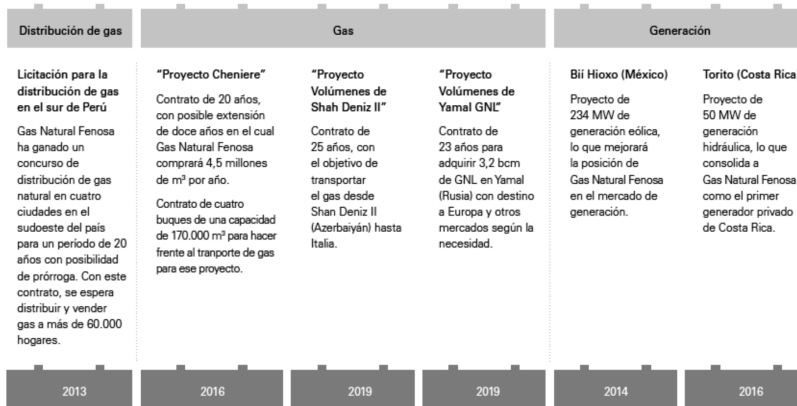 Distribución de gas
Gas
Generación
Licitación para la
distribución de gas
en el sur de Perú
Gas Natural Fenosa
ha ganado un
concurso de
distribución de gas
natural en cuatro
ciudades en el
sudoeste del país
para un período de 20
años con posibilidad
de prórroga. Con este
contrato, se espera
distribuir y vender
gas a más de 60.000
hogares.
2013
“Proyecto Cheniere”
Contrato de 20 años,
con posible extensión
de doce años en el cual
Gas Natural Fenosa
comprará 4,5 millones
de m³ por año.
Contrato de cuatro
buques de una capacidad
de 170.000 m³ para hacer
frente al tranporte de gas
para ese proyecto.
2016
“Proyecto
Volúmenes de
Shah Deniz II”
Contrato de
25 años, con
el objetivo de
transportar
el gas desde
Shan Deniz II
(Azerbaiyán) hasta
Italia.
2019
“Proyecto
Volúmenes de
Yamal GNL”
Contrato de
23 años para
adquirir 3,2 bcm
de GNL en Yamal
(Rusia) con destino
a Europa y otros
mercados según la
necesidad.
2019
Bií Hioxo (México)
Proyecto de
234 MW de
generación eólica,
lo que mejorará
la posición de
Gas Natural Fenosa
en el mercado de
generación.
2014
Torito (Costa Rica
Proyecto de
50 MW de
generación
hidráulica, lo que
consolida a
Gas Natural Fenosa
como el primer
generador privado
de Costa Rica.
2016